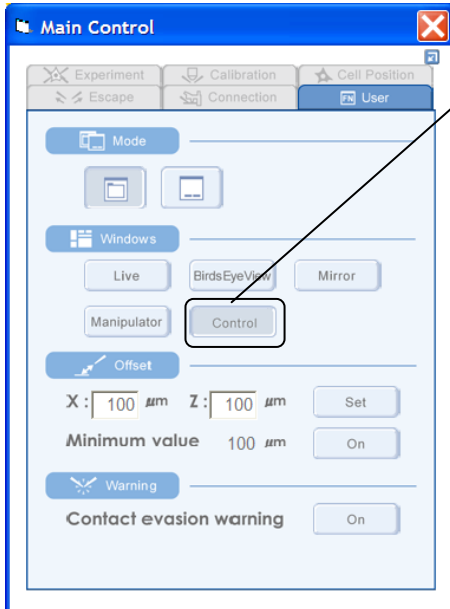 Main Control
Experiment Calibration Cell Position
Escape Connection FN User
Mode
Windows
Live BirdsEyeView Mirror
Manipulator Control
Offset
X : 100 µm Z : 100 µm Set
Minimum value 100 µm On
Warning
Contact evasion warning On